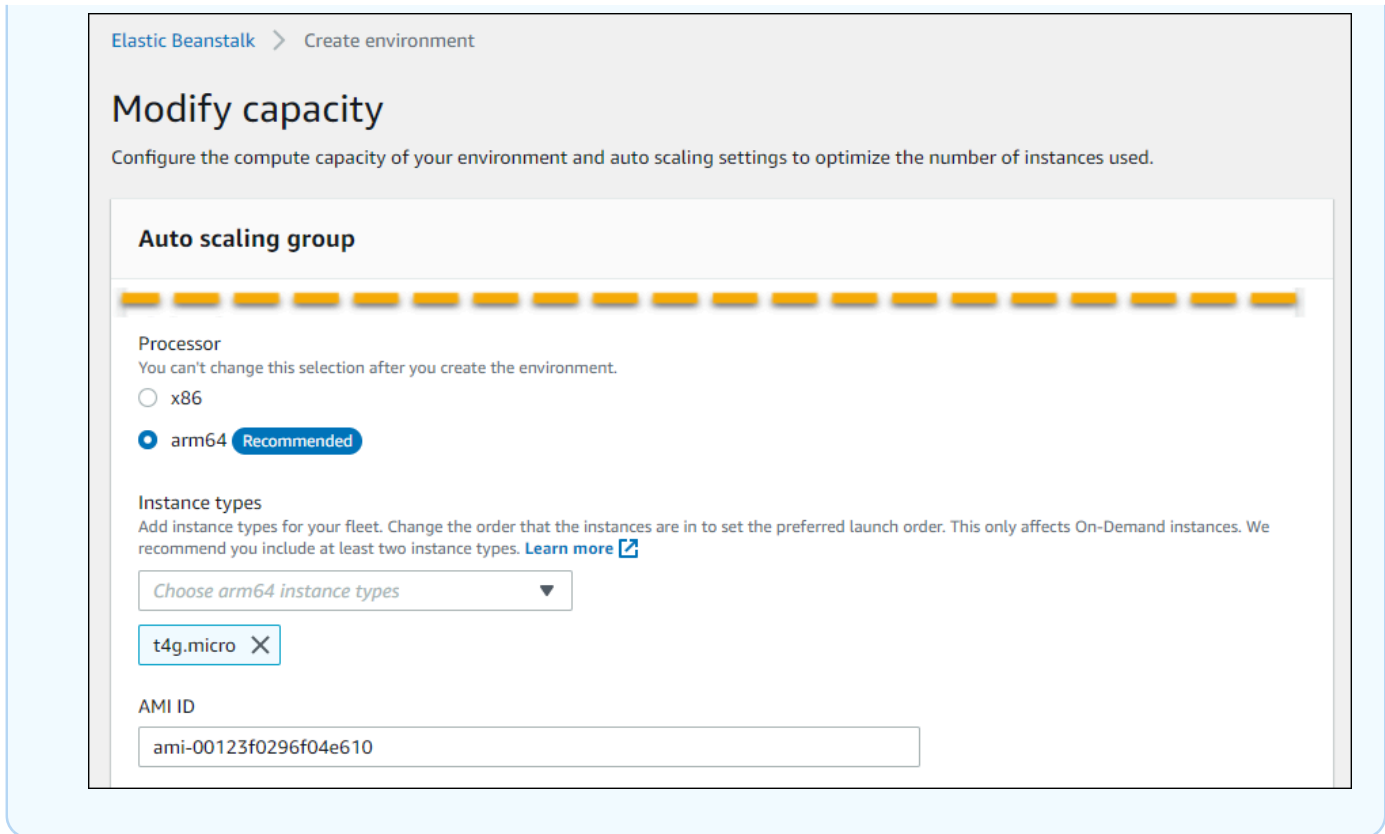 Elastic Beanstalk > Create environment
Modify capacity
Configure the compute capacity of your environment and auto scaling settings to optimize the number of instances used.
Auto scaling group
Processor
You can't change this selection after you create the environment.
x86
arm64 Recommended
Instance types
Add instance types for your fleet. Change the order that the instances are in to set the preferred launch order. This only affects On-Demand instances. We
recommend you include at least two instance types. Learn more
Choose arm64 instance types
t4g.micro
AMI ID
ami-00123f0296f04e610